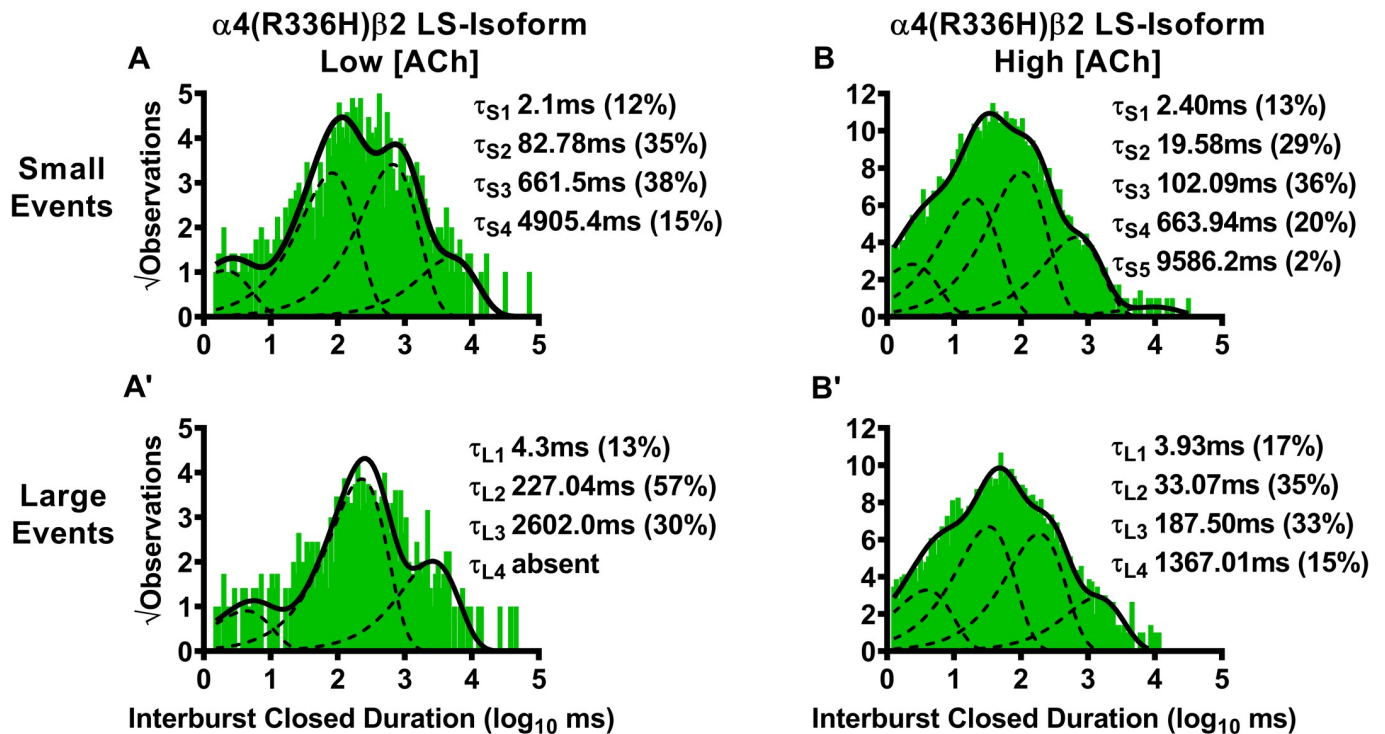 α4(R336H)β2 LS-Isoform
Low [ACh]
α4(R336H)β2 LS-Isoform
High [ACh]
Small
Events
A
√Observations
5
4
3
2
1
0
0 1 2 3 4 5
τS1 2.1ms (12%)
τS2 82.78ms (35%)
τS3 661.5ms (38%)
τS4 4905.4ms (15%)
B
12
10
8
6
4
2
0
0 1 2 3 4 5
τS1 2.40ms (13%)
τS2 19.58ms (29%)
τS3 102.09ms (36%)
τS4 663.94ms (20%)
τS5 9586.2ms (2%)
Large
Events
A'
√Observations
5
4
3
2
1
0
0 1 2 3 4 5
τL1 4.3ms (13%)
τL2 227.04ms (57%)
τL3 2602.0ms (30%)
τL4 absent
B'
12
10
8
6
4
2
0
0 1 2 3 4 5
τL1 3.93ms (17%)
τL2 33.07ms (35%)
τL3 187.50ms (33%)
τL4 1367.01ms (15%)
Interburst Closed Duration (log10 ms)
Interburst Closed Duration (log10 ms)